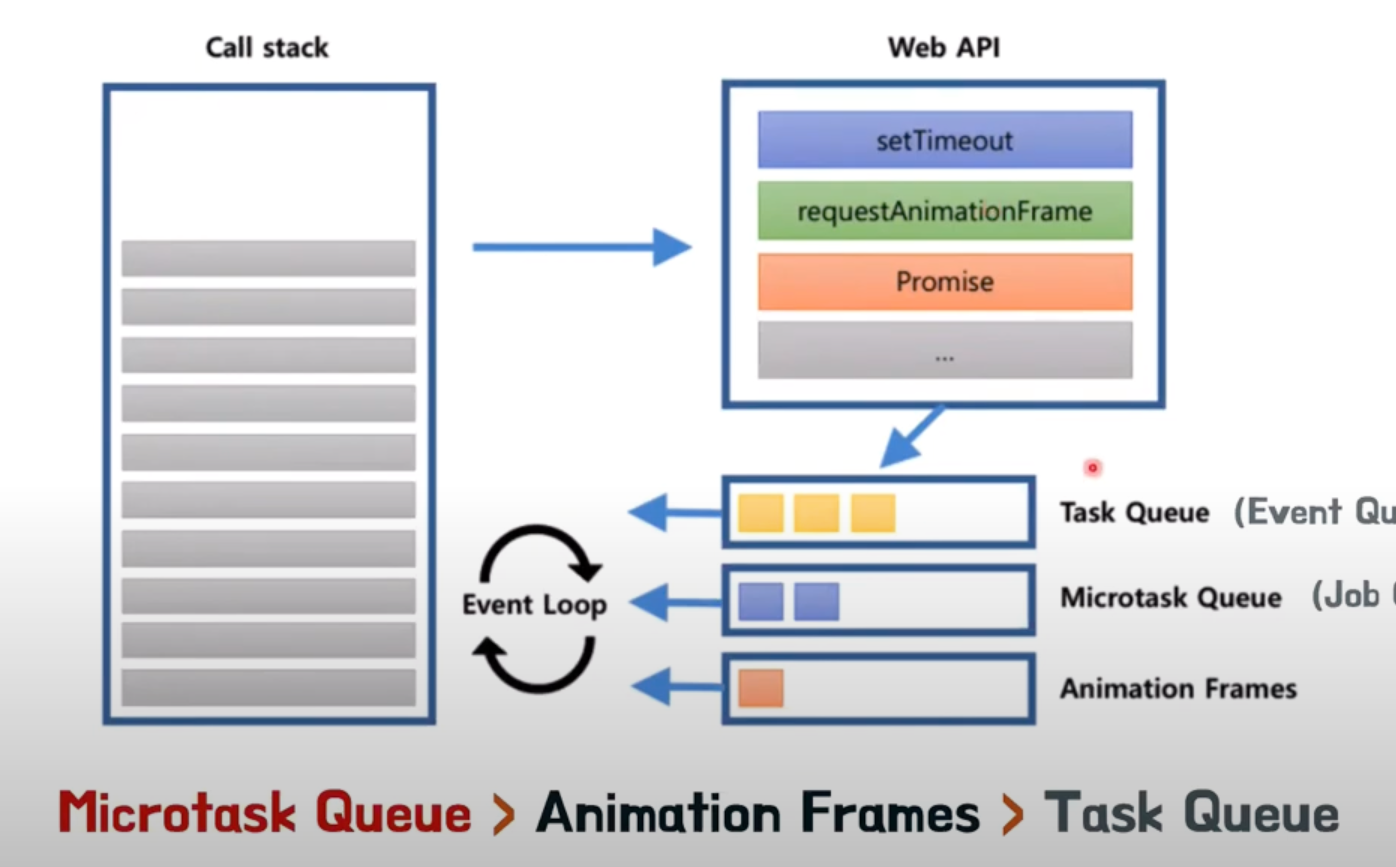 Call stack
Web API
setTimeout
requestAnimationFrame
Promise
...
Task Queue (Event Qu
Event Loop
Microtask Queue (Job
Animation Frames
Microtask Queue > Animation Frames > Task Queue